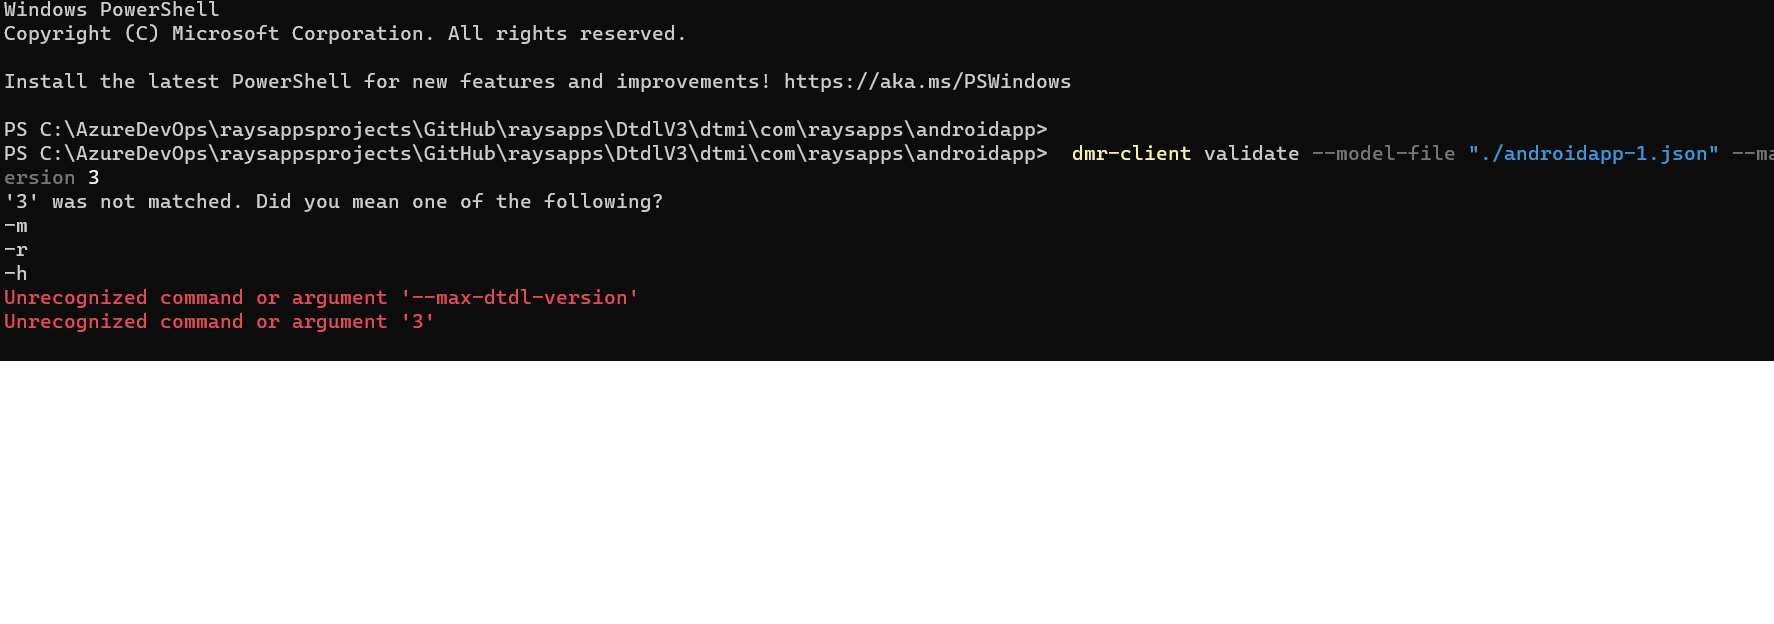 Windows PowerShell
Copyright (C) Microsoft Corporation. All rights reserved.
Install the latest PowerShell for new features and improvements! https://aka.ms/PSWindows
PS C:\AzureDevOps\raysappsprojects\GitHub\raysapps\DtdlV3\dtmi\com\raysapps\androidapp>
PS C:\AzureDevOps\raysappsprojects\GitHub\raysapps\DtdlV3\dtmi\com\raysapps\androidapp>  dmr-client validate --model-file "./androidapp-1.json" --ma
ersion 3
'3' was not matched. Did you mean one of the following?
-m
-r
-h
Unrecognized command or argument '--max-dtdl-version'
Unrecognized command or argument '3'